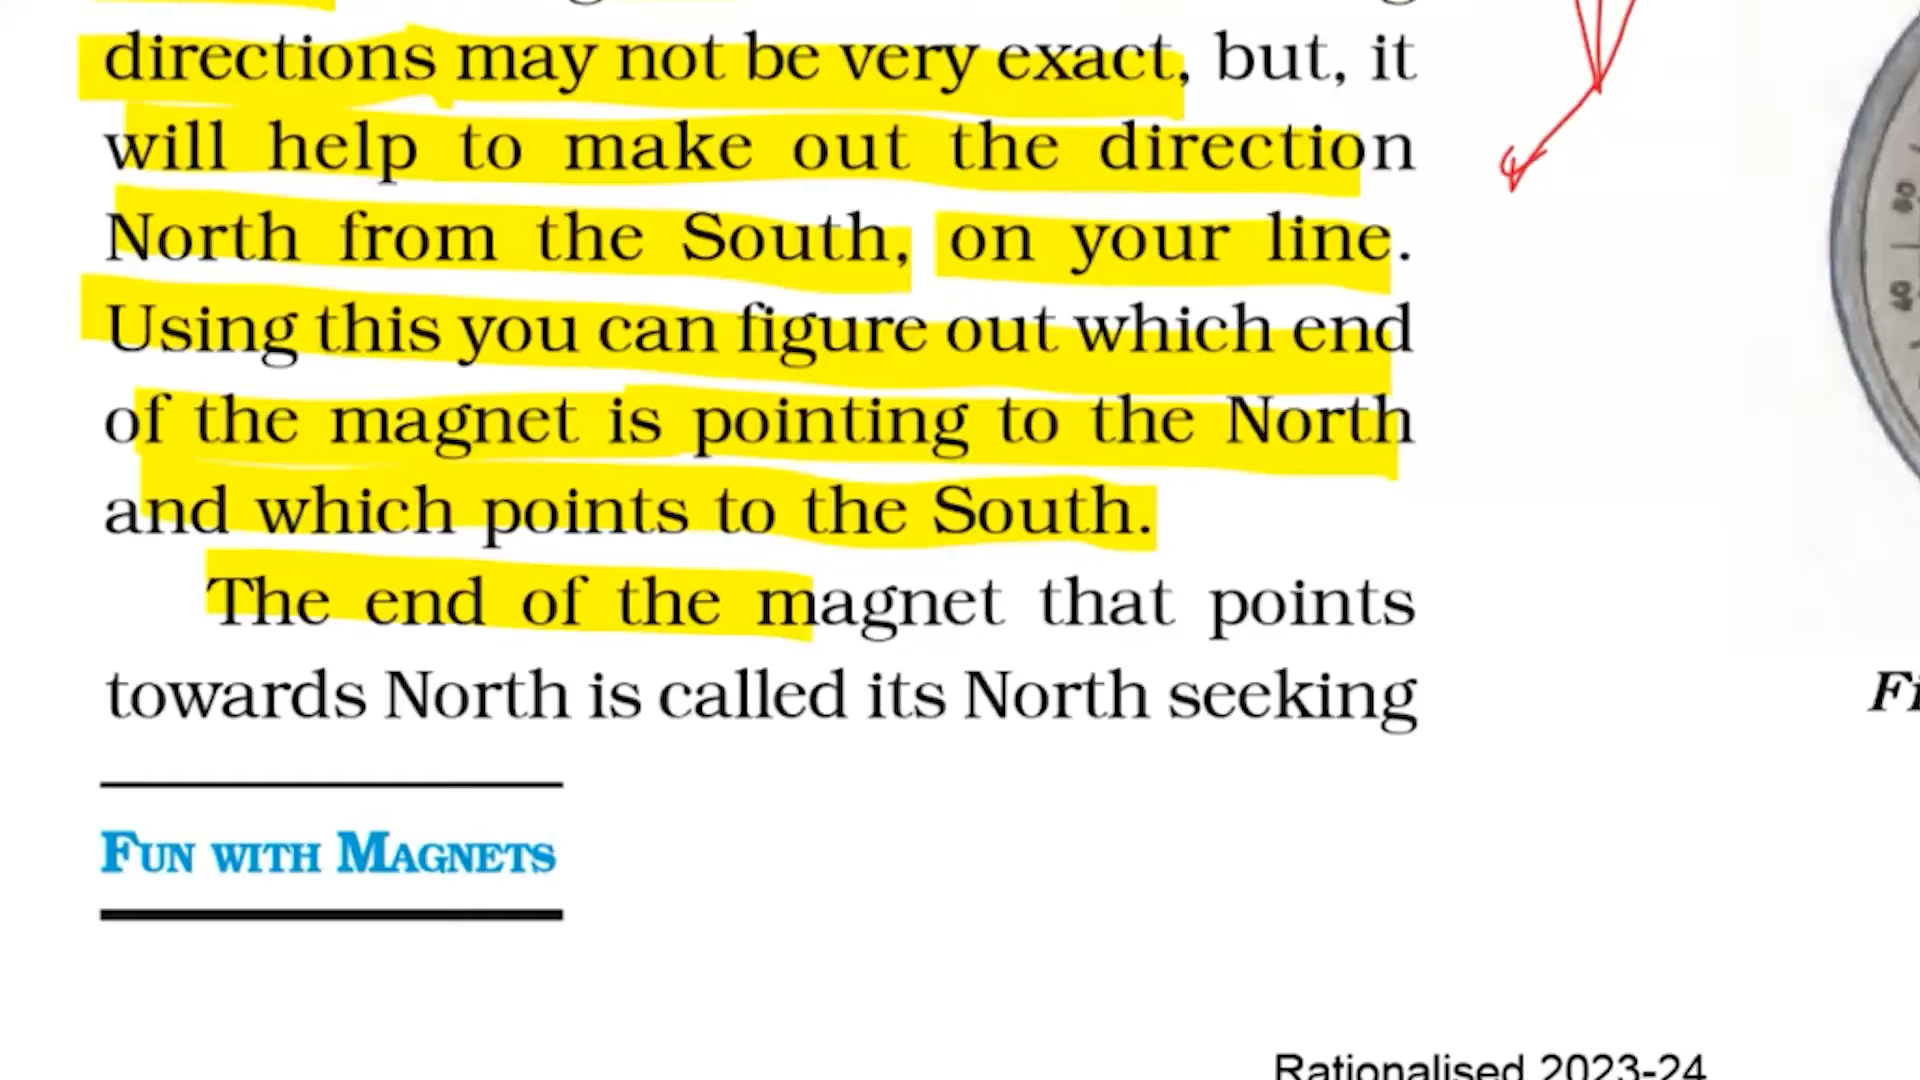 directions may not be very exact, but, it
will help to make out the direction
North from the South, on your line.
Using this you can figure out which end
of the magnet is pointing to the North
and which points to the South.
The end of the magnet that points
towards North is called its North seeking
FUN WITH MAGNETS
Rationalised 2023-24